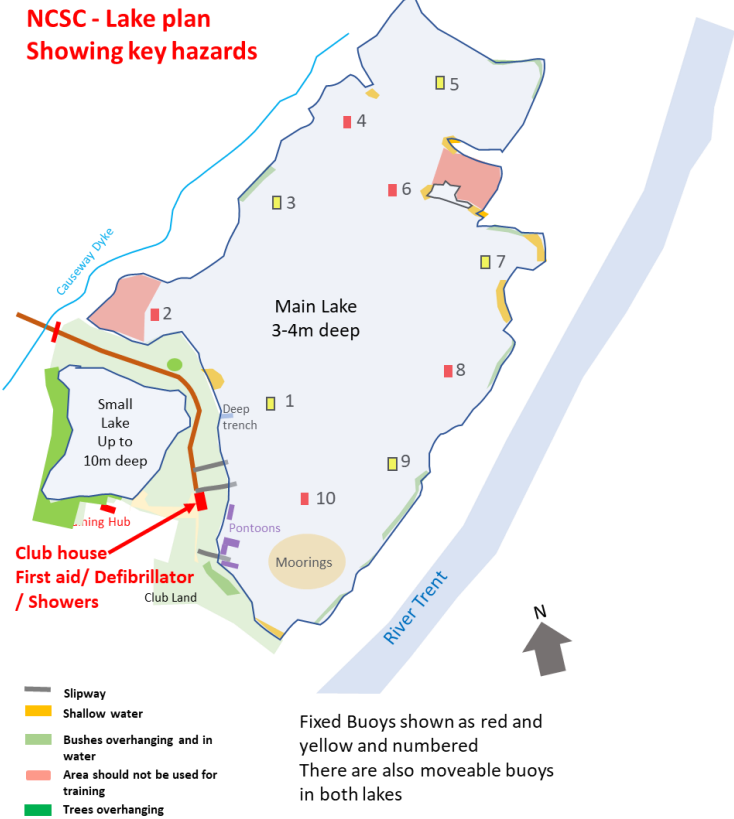 NCSC - Lake plan
Showing key hazards
5
4
6
3
Causeway Dyke
7
2
Main Lake
3-4m deep
8
Small
Lake
Up to
10m deep
1
Deep
trench
9
10
Hub
Pontoons
Club house
First aid/ Defibrillator
/ Showers
Moorings
Club Land
River Trent
N
Slipway
Shallow water
Bushes overhanging and in
water
Area should not be used for
training
Trees overhanging
Fixed Buoys shown as red and
yellow and numbered
There are also moveable buoys
in both lakes